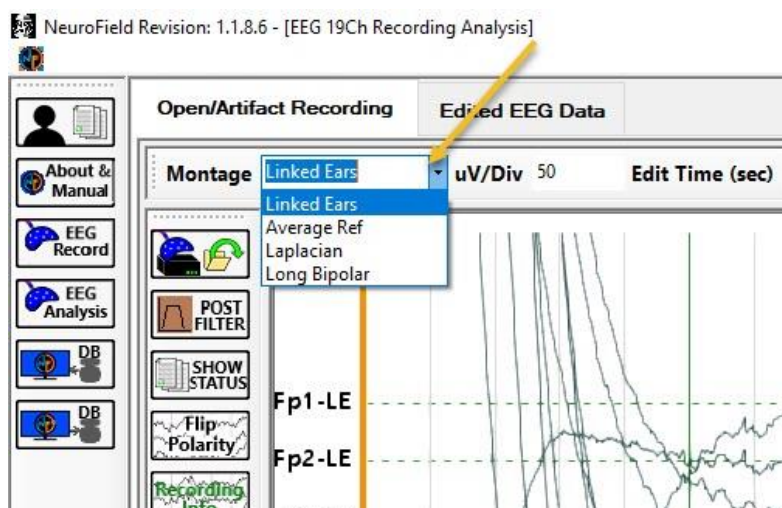 NeuroField Revision: 1.1.8.6 - [EEG 19Ch Recording Analysis]
Open/Artifact Recording
Edited EEG Data
Montage Linked Ears uV/Div 50 Edit Time (sec)
Linked Ears
Average Ref
Laplacian
Long Bipolar
About &
Manual
EEG
Record
EEG
Analysis
DB
DB
POST
FILTER
SHOW
STATUS
Flip
Polarity
Recording
Info
Fp1-LE
Fp2-LE